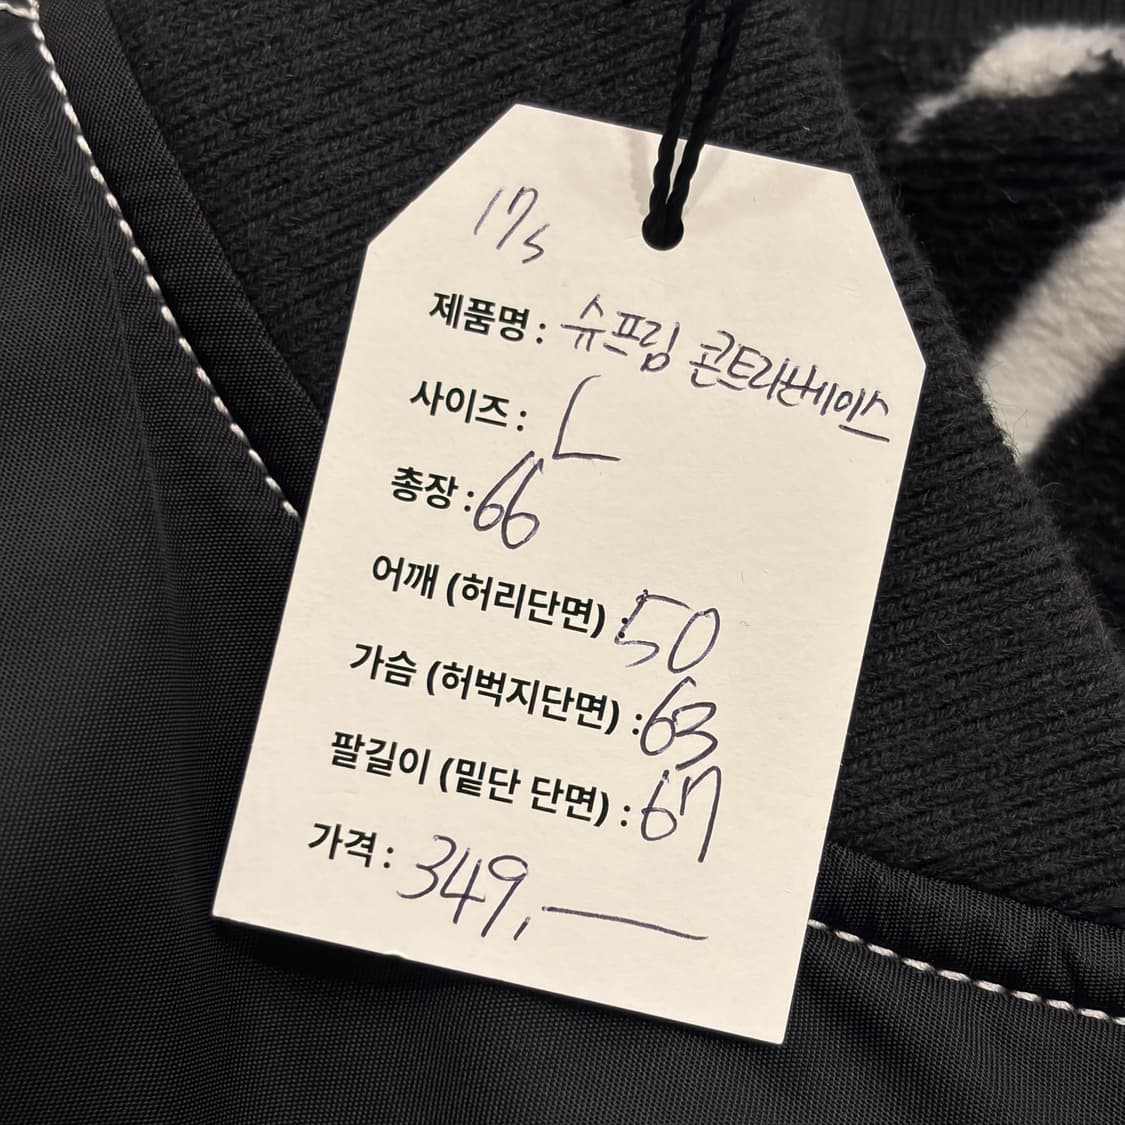 17s
제품명 : 슈프림 콘트라스베이스
사이즈 : L
총장 : 66
어깨 (허리단면) : 50
가슴 (허벅지단면) : 63
팔길이 (밑단 단면) : 67
가격 : 349,—